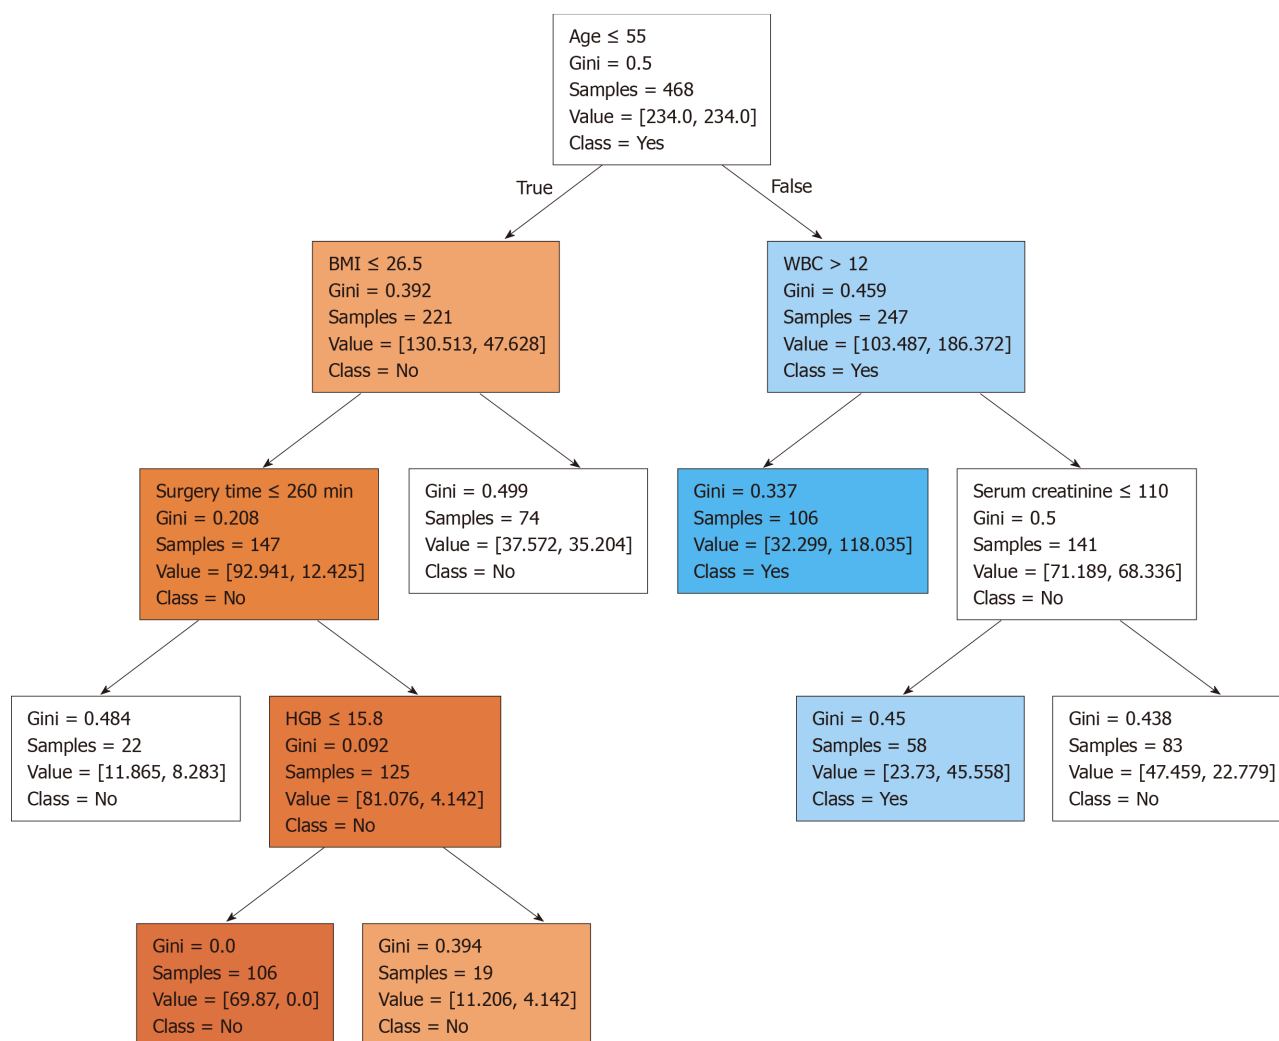 Age ≤ 55
Gini = 0.5
Samples = 468
Value = [234.0, 234.0]
Class = Yes
True
False
BMI ≤ 26.5
Gini = 0.392
Samples = 221
Value = [130.513, 47.628]
Class = No
WBC > 12
Gini = 0.459
Samples = 247
Value = [103.487, 186.372]
Class = Yes
Surgery time ≤ 260 min
Gini = 0.208
Samples = 147
Value = [92.941, 12.425]
Class = No
Gini = 0.499
Samples = 74
Value = [37.572, 35.204]
Class = No
Gini = 0.337
Samples = 106
Value = [32.299, 118.035]
Class = Yes
Serum creatinine ≤ 110
Gini = 0.5
Samples = 141
Value = [71.189, 68.336]
Class = No
Gini = 0.484
Samples = 22
Value = [11.865, 8.283]
Class = No
HGB ≤ 15.8
Gini = 0.092
Samples = 125
Value = [81.076, 4.142]
Class = No
Gini = 0.45
Samples = 58
Value = [23.73, 45.558]
Class = Yes
Gini = 0.438
Samples = 83
Value = [47.459, 22.779]
Class = No
Gini = 0.0
Samples = 106
Value = [69.87, 0.0]
Class = No
Gini = 0.394
Samples = 19
Value = [11.206, 4.142]
Class = No